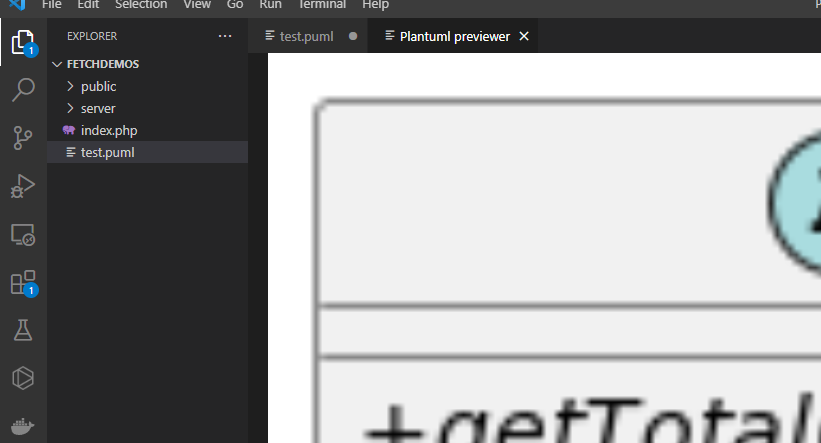 File Edit Selection View Go Run Terminal Help
EXPLORER
test.puml
Plantuml previewer
FETCHDEMOS
public
server
index.php
test.puml
1
1
+getTotal